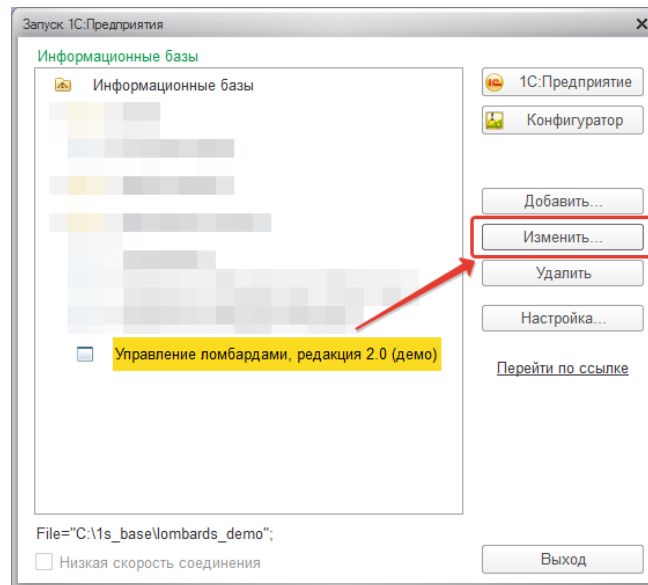 Запуск 1С:Предприятия
Информационные базы
Информационные базы
1С:Предприятие
Конфигуратор
Добавить...
Изменить...
Удалить
Настройка...
Управление ломбардами, редакция 2.0 (демо)
Перейти по ссылке
File="C:\1s_base\lombards_demo";
Низкая скорость соединения
Выход